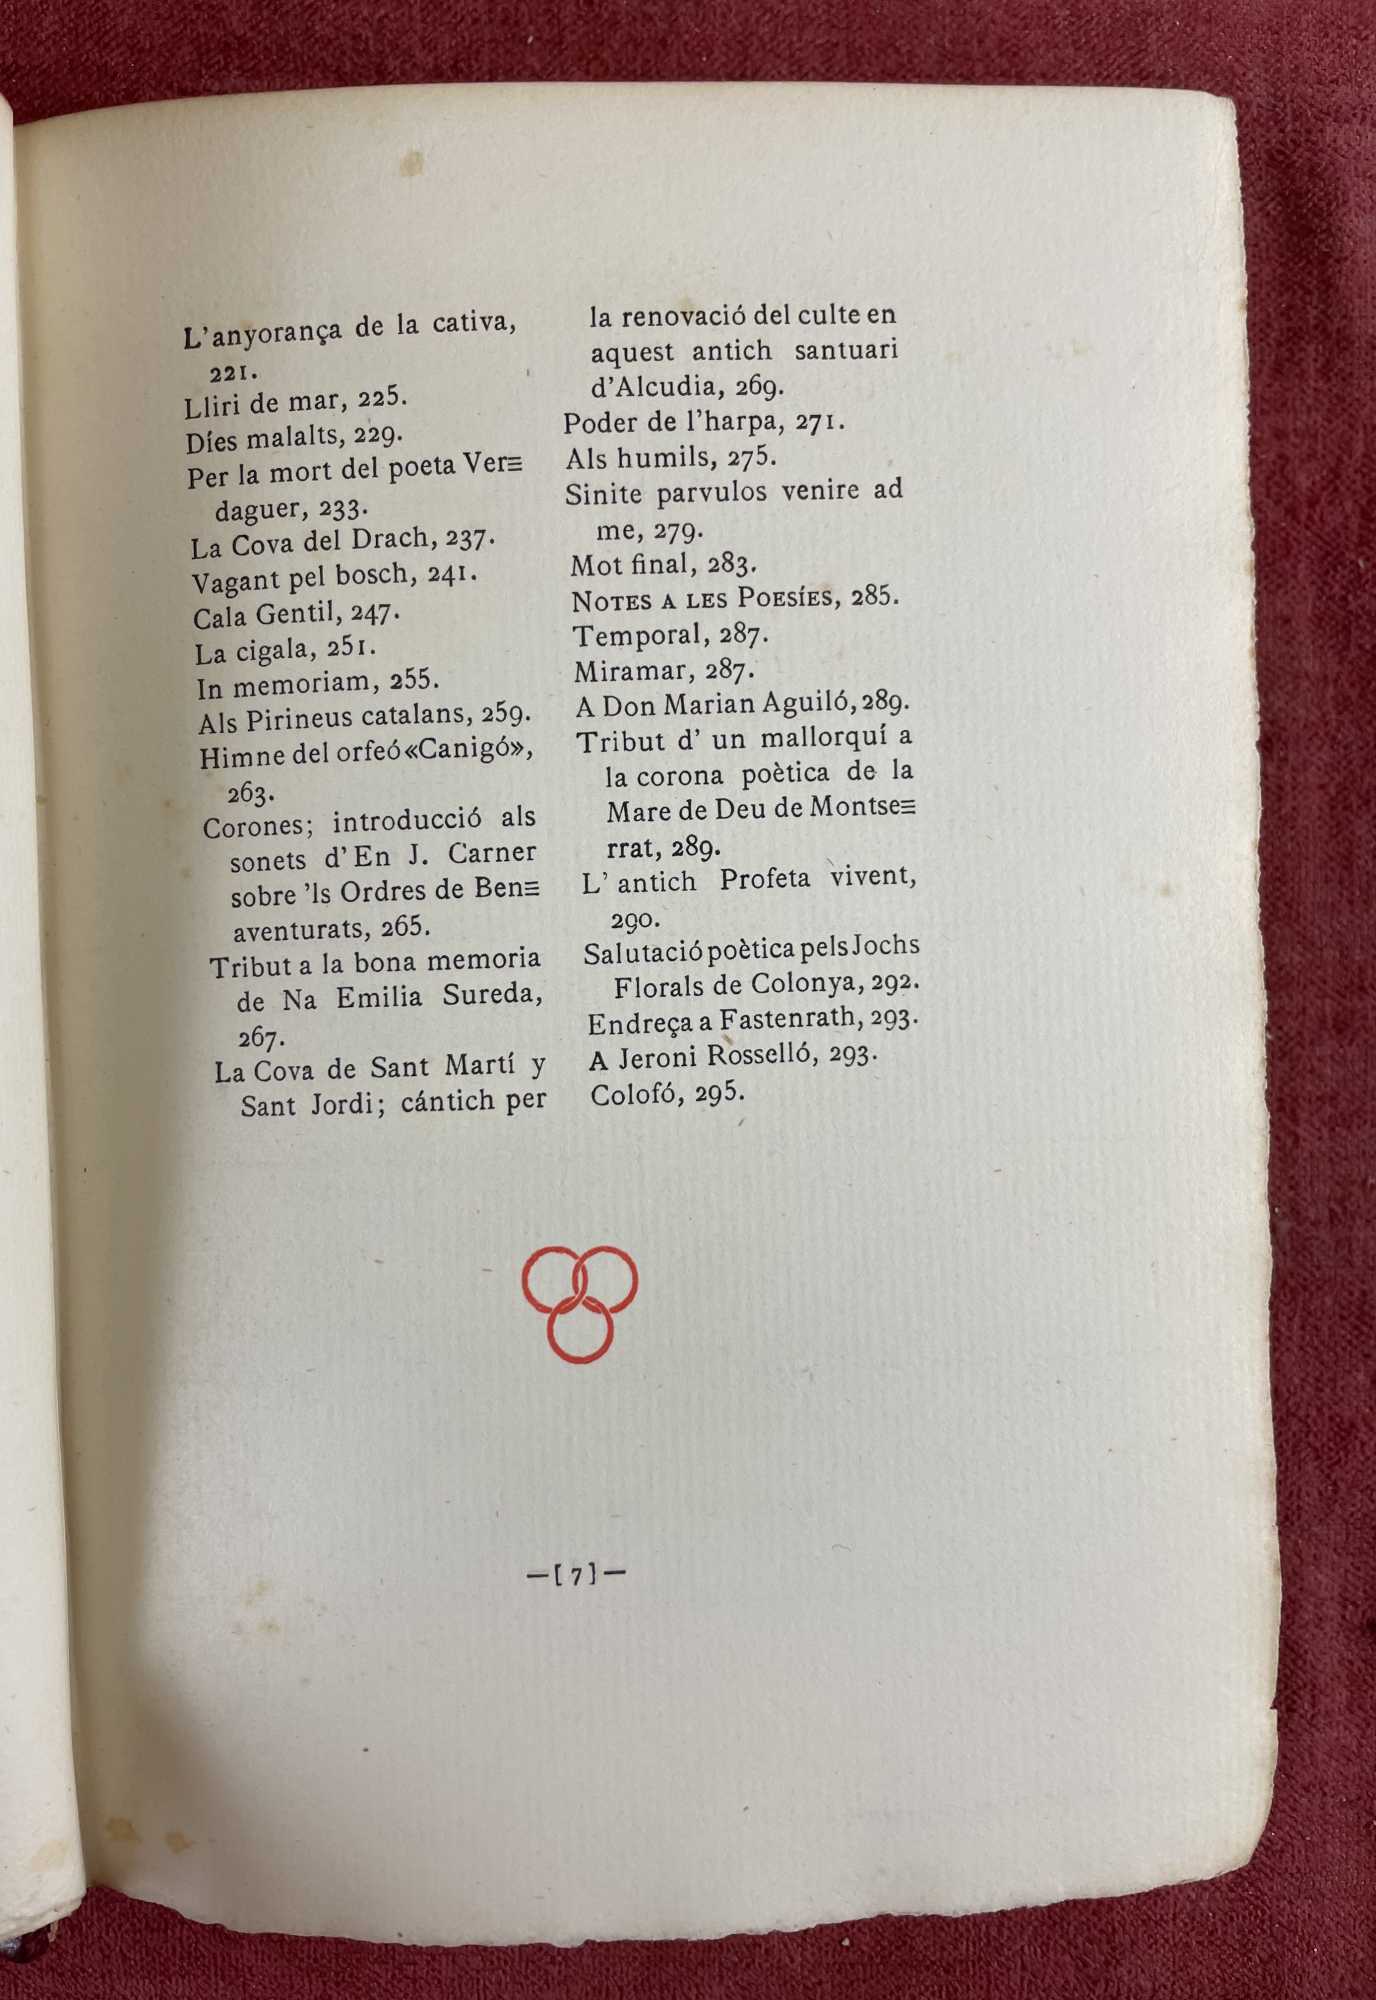 L'anyorança de la cativa,
221.
Lliri de mar, 225.
Díes malalts, 229.
Per la mort del poeta Ver=
daguer, 233.
La Cova del Drach, 237.
Vagant pel bosch, 241.
Cala Gentil, 247.
La cigala, 251.
In memoriam, 255.
Als Pirineus catalans, 259.
Himne del orfeó «Canigó»,
263.
Corones; introducció als
sonets d'En J. Carner
sobre 'ls Ordres de Ben=
aventurats, 265.
Tribut a la bona memoria
de Na Emilia Sureda,
267.
La Cova de Sant Martí y
Sant Jordi; cántich per
la renovació del culte en
aquest antich santuari
d'Alcudia, 269.
Poder de l'harpa, 271.
Als humils, 275.
Sinite parvulos venire ad
me, 279.
Mot final, 283.
NOTES A LES POESÍES, 285.
Temporal, 287.
Miramar, 287.
A Don Marian Aguiló, 289.
Tribut d' un mallorquí a
la corona poètica de la
Mare de Deu de Montse=
rrat, 289.
L' antich Profeta vivent,
290.
Salutació poètica pels Jochs
Florals de Colonya, 292.
Endreça a Fastenrath, 293.
A Jeroni Rosselló, 293.
Colofó, 295.
—[7]—